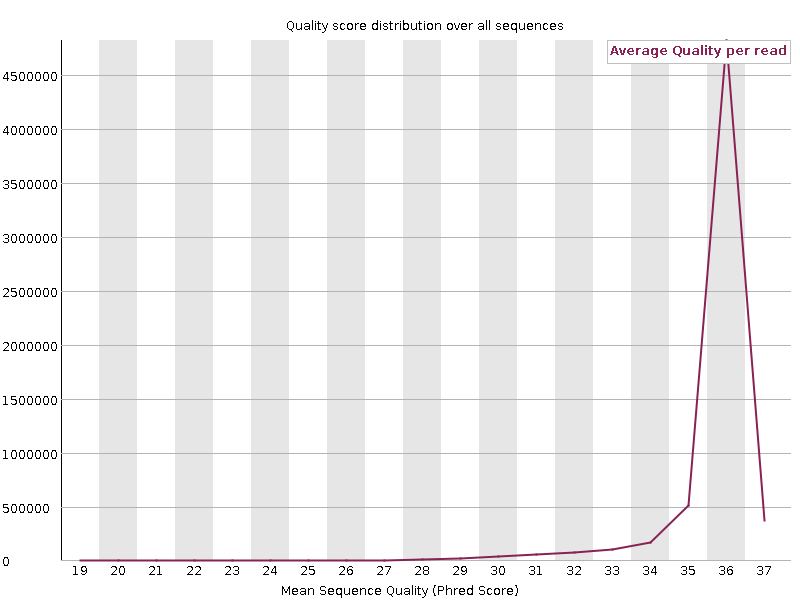 Quality score distribution over all sequences
Average Quality per read
4500000
4000000
3500000
3000000
2500000
2000000
1500000
1000000
500000
0
19 20 21 22 23 24 25 26 27 28 29 30 31 32 33 34 35 36 37
Mean Sequence Quality (Phred Score)